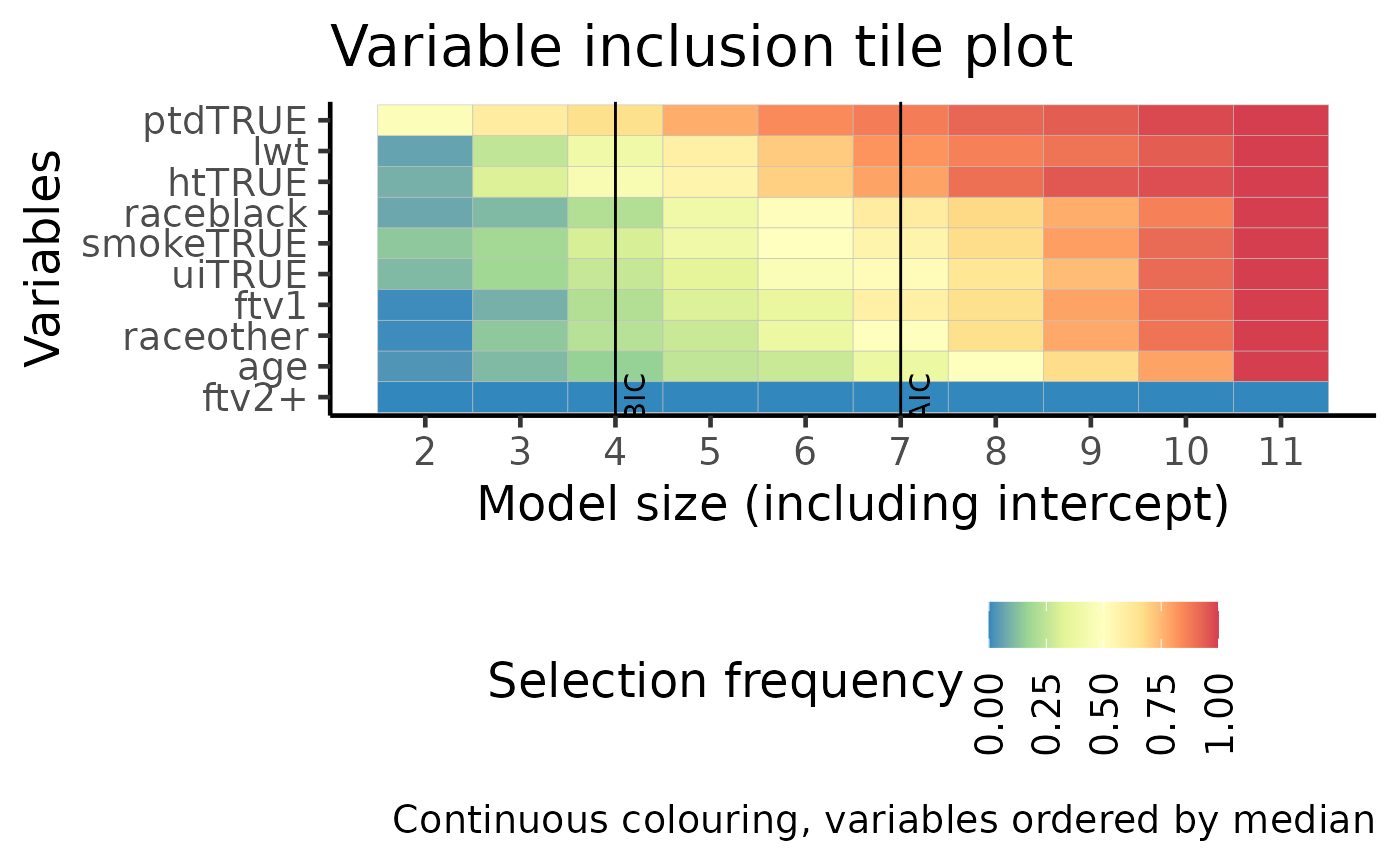 Variable inclusion tile plot
Variables
ptdTRUE
lwt
htTRUE
raceblack
smokeTRUE
uiTRUE
ftv1
raceother
age
ftv2+
BIC
AIC
2 3 4 5 6 7 8 9 10 11
Model size (including intercept)
Selection frequency
0.00 0.25 0.50 0.75 1.00
Continuous colouring, variables ordered by median